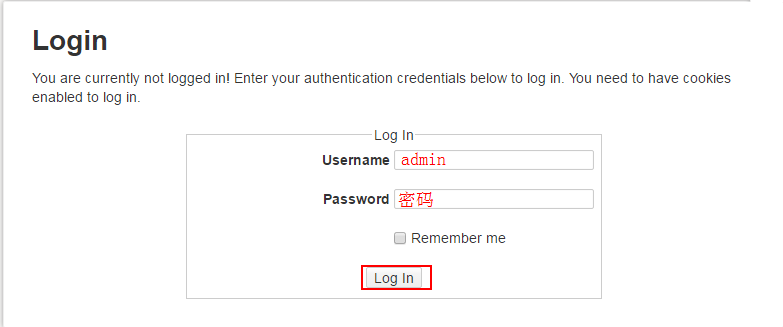 Login
You are currently not logged in! Enter your authentication credentials below to log in. You need to have cookies
enabled to log in.
Log In
Username admin
Password 密码
Remember me
Log In